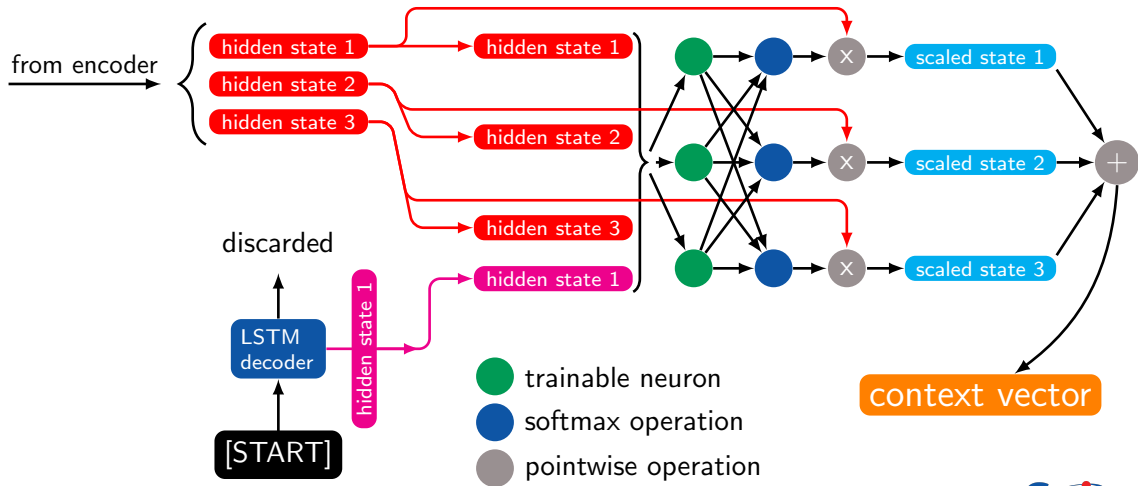 from encoder
hidden state 1
hidden state 2
hidden state 3
hidden state 1
hidden state 2
hidden state 3
hidden state 1
x
x
x
scaled state 1
scaled state 2
scaled state 3
+
discarded
LSTM
decoder
hidden state 1
[START]
trainable neuron
softmax operation
pointwise operation
context vector